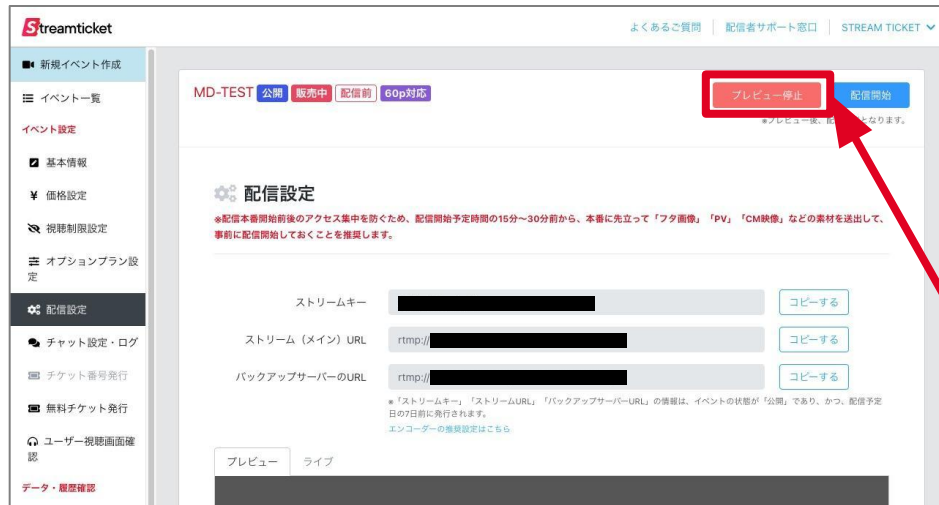 Streamticket
よくあるご質問
配信者サポート窓口
STREAM TICKET
新規イベント作成
イベント一覧
イベント設定
基本情報
¥ 価格設定
視聴制限設定
オプションプラン設
定
配信設定
チャット設定・ログ
チケット番号発行
無料チケット発行
ユーザー視聴画面確
認
データ・履歴確認
MD-TEST 公開 販売中 配信前 60p対応
プレビュー停止
配信開始
※プレビュー後、配
となります。
配信設定
※配信本番開始前後のアクセス集中を防ぐため、配信開始予定時間の15分〜30分前から、本番に先立って「フタ画像」「PV」「CM映像」などの素材を送出して、
事前に配信開始しておくことを推奨します。
ストリームキー
コピーする
ストリーム（メイン）URL
rtmp://
コピーする
バックアップサーバーのURL
rtmp://
コピーする
※「ストリームキー」「ストリームURL」「バックアップサーバーURL」の情報は、イベントの状態が「公開」であり、かつ、配信予定
日の7日前に発行されます。
エンコーダーの推奨設定はこちら
プレビュー
ライブ